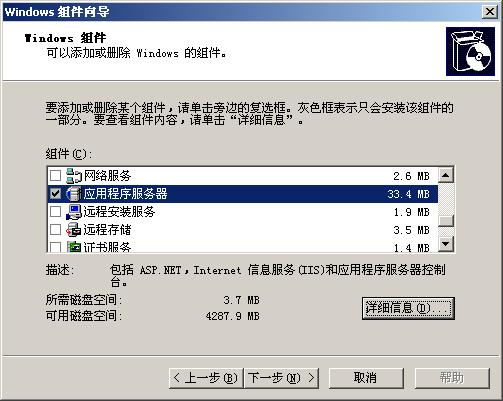 Windows 组件向导
Windows 组件
可以添加或删除 Windows 的组件。
要添加或删除某个组件，请单击旁边的复选框。灰色框表示只会安装该组件的
一部分。要查看组件内容，请单击“详细信息”。
组件(C):
网络服务 2.6 MB
应用程序服务器 33.4 MB
远程安装服务 1.9 MB
远程存储 3.5 MB
证书服务 1.4 MB
描述: 包括 ASP.NET，Internet 信息服务(IIS)和应用程序服务器控制
台。
所需磁盘空间: 3.7 MB
可用磁盘空间: 4287.9 MB
详细信息(D)...
< 上一步(B) 下一步(N) > 取消 帮助